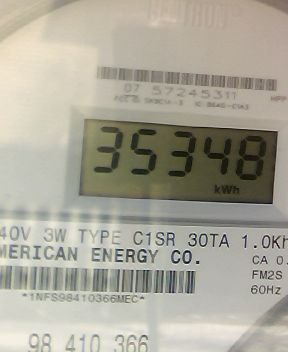 07 57245311
35348
kWh
40V 3W TYPE C1SR 30TA 1.0Kh
MERICAN ENERGY CO.
CA 0.
FM2S
60Hz
*1NFS98410366MEC*
98 410 366